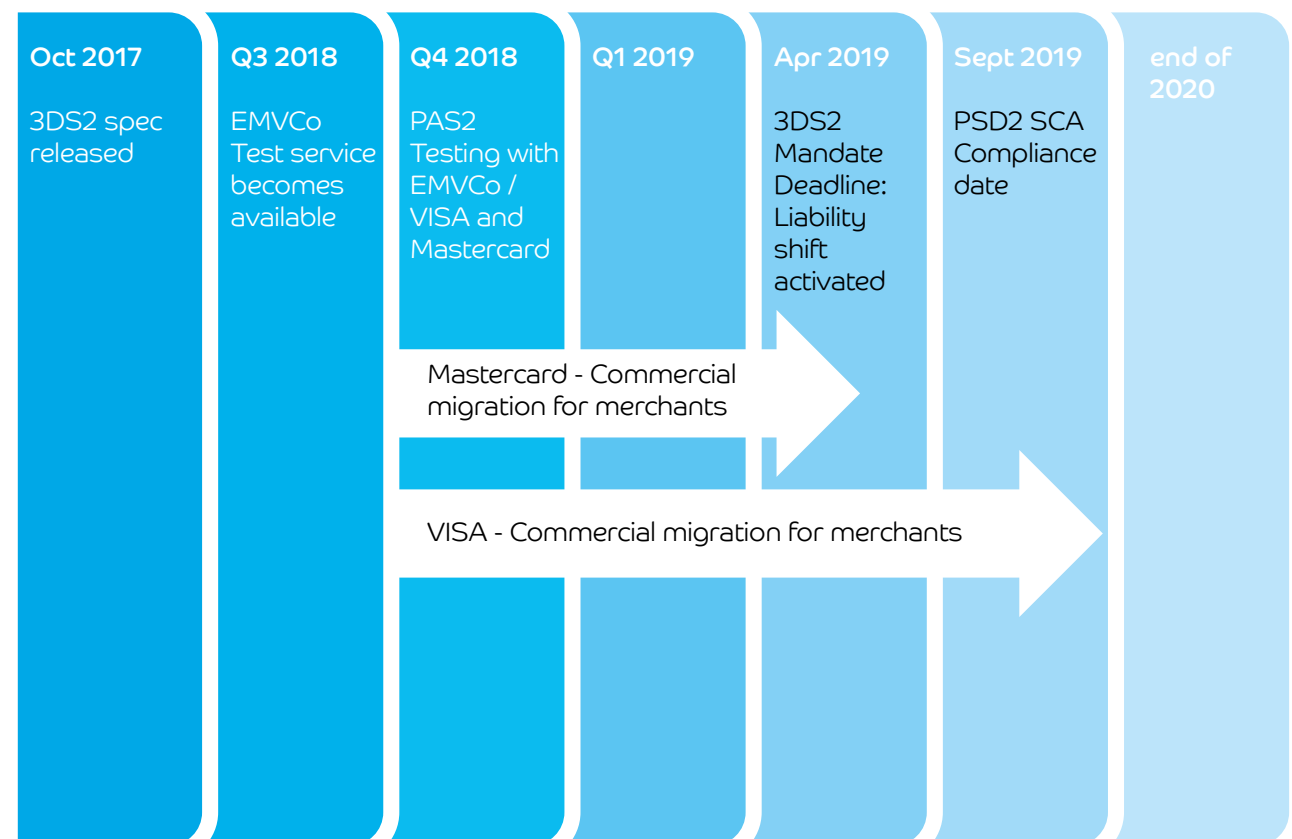 Oct 2017
3DS2 spec
released
Q3 2018
EMVCo
Test service
becomes
available
Q4 2018
PAS2
Testing with
EMVCo /
VISA and
Mastercard
Q1 2019
Apr 2019
3DS2
Mandate
Deadline:
Liability
shift
activated
Sept 2019
PSD2 SCA
Compliance
date
end of
2020
Mastercard - Commercial
migration for merchants
VISA - Commercial migration for merchants